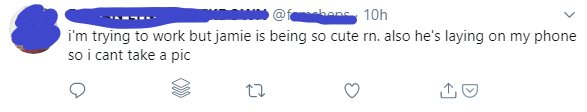 · 10h
i'm trying to work but jamie is being so cute rn. also he's laying on my phone
so i cant take a pic